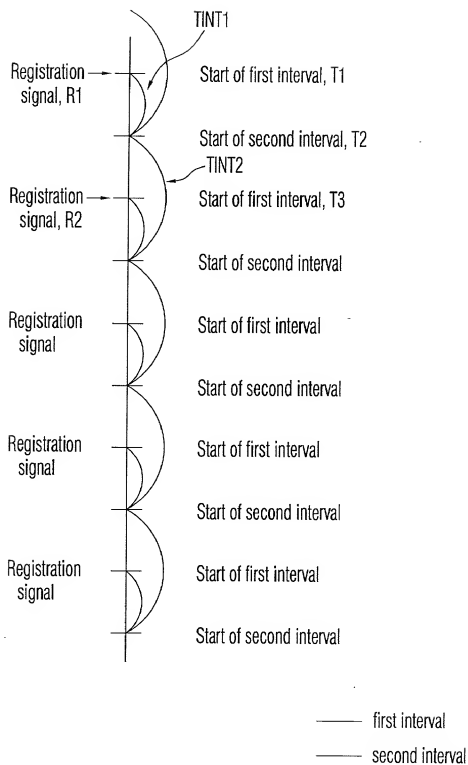 TINT1
Registration
signal, R1
Start of first interval, T1
Start of second interval, T2
TINT2
Registration
signal, R2
Start of first interval, T3
Start of second interval
Registration
signal
Start of first interval
Start of second interval
Registration
signal
Start of first interval
Start of second interval
Registration
signal
Start of first interval
Start of second interval
first interval
second interval